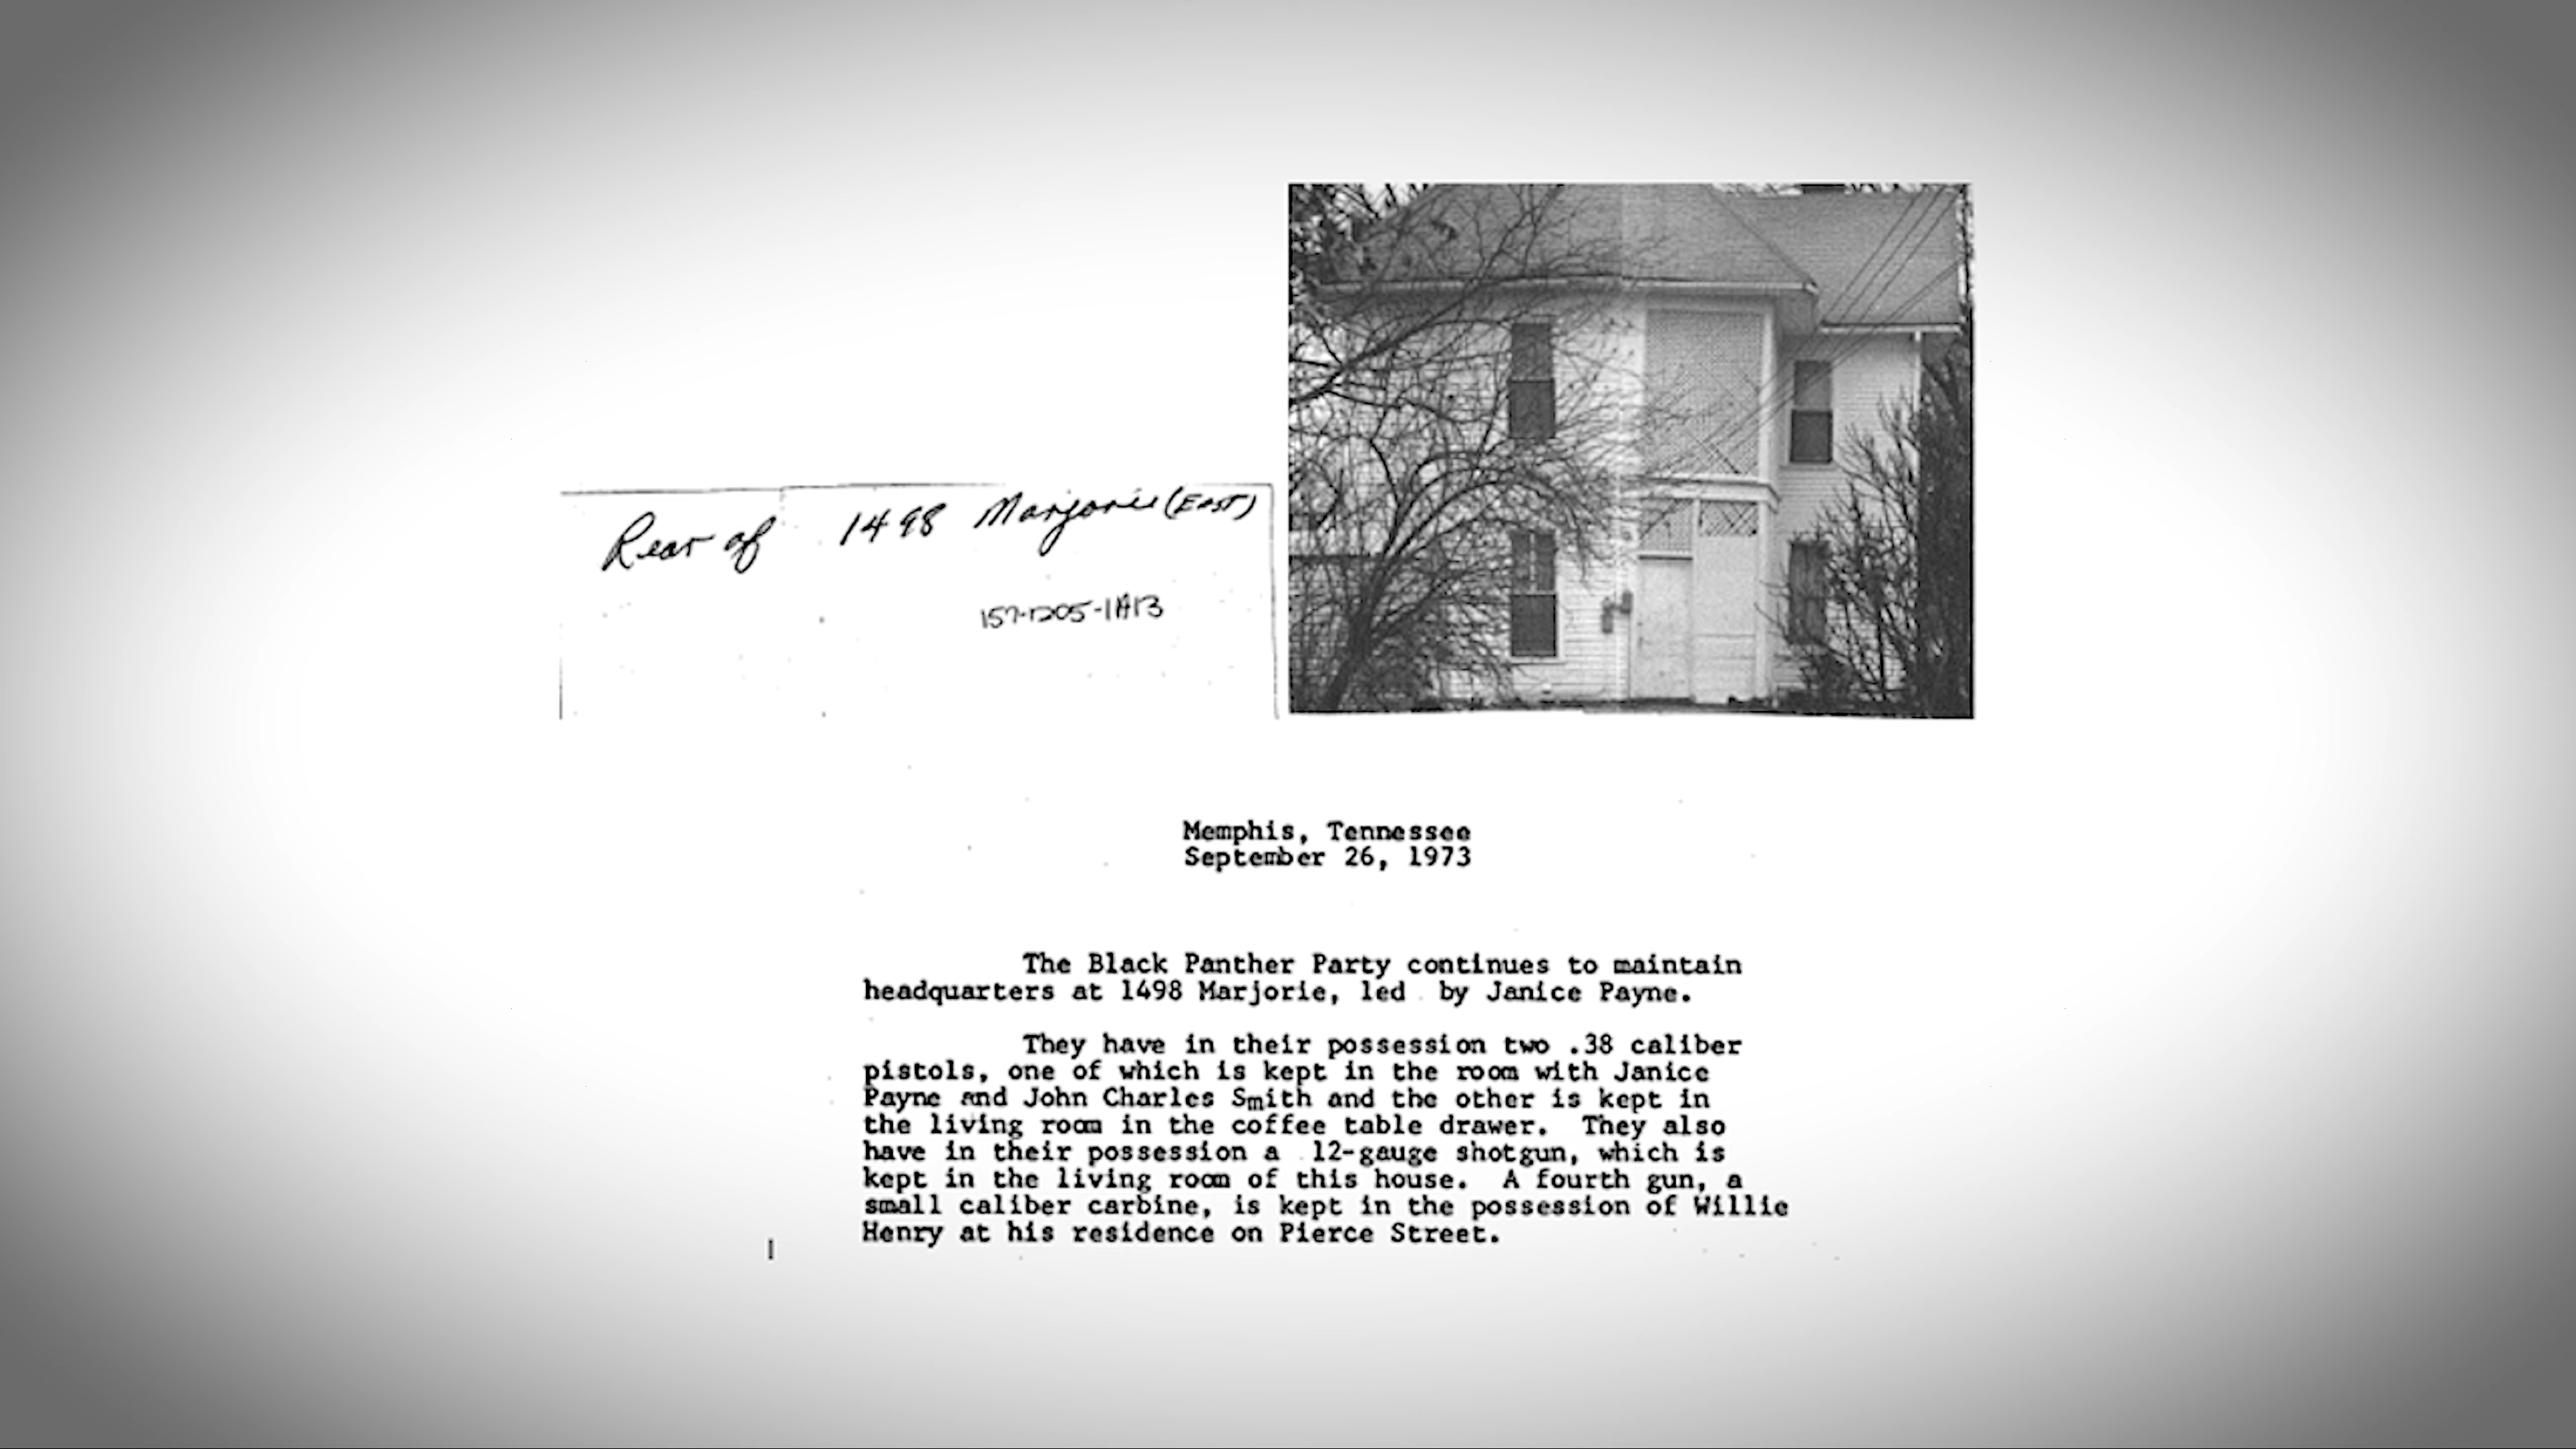 Rear of 1498 Marjorie (East)
157-1205-1A13
Memphis, Tennessee
September 26, 1973
The Black Panther Party continues to maintain
headquarters at 1498 Marjorie, led by Janice Payne.
They have in their possession two .38 caliber
pistols, one of which is kept in the room with Janice
Payne and John Charles Smith and the other is kept in
the living room in the coffee table drawer. They also
have in their possession a 12-gauge shotgun, which is
kept in the living room of this house. A fourth gun, a
small caliber carbine, is kept in the possession of Willie
Henry at his residence on Pierce Street.